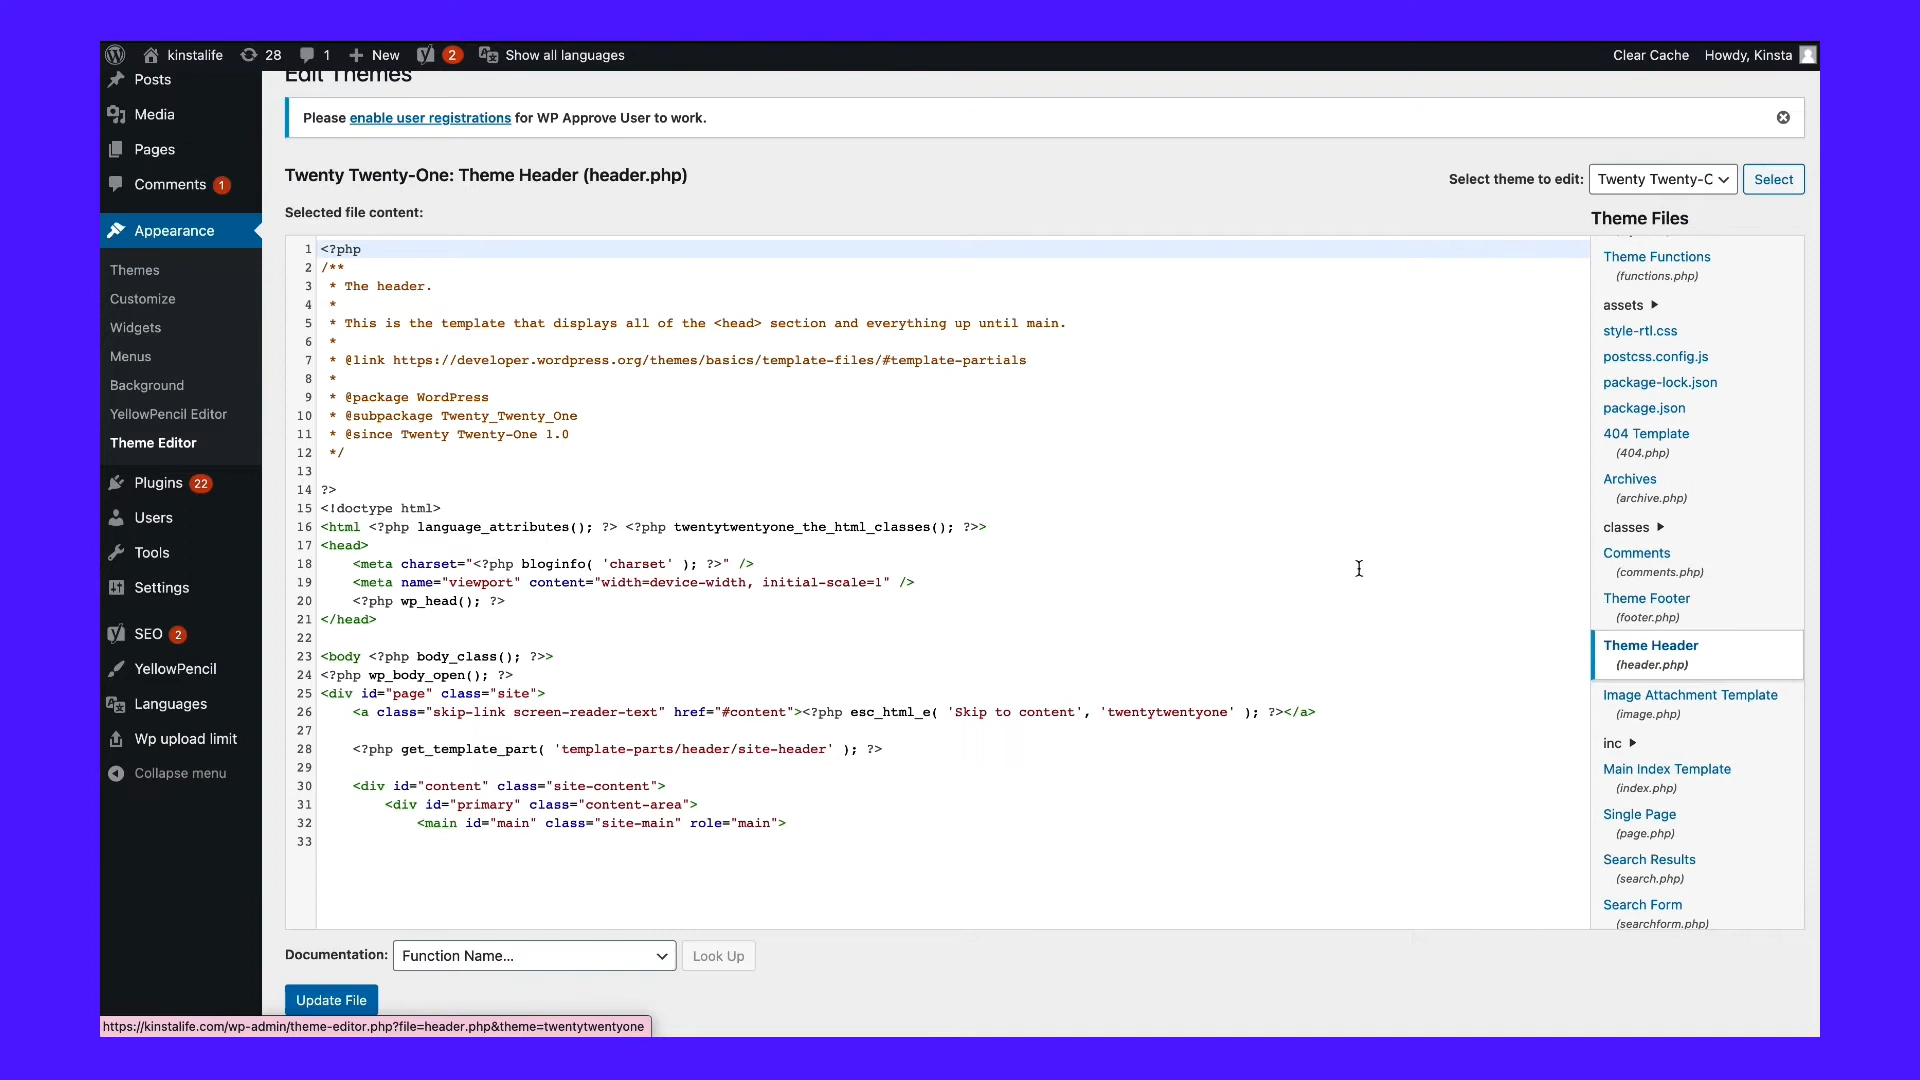 kinstalife 28 1 New 2 Show all languages Clear Cache Howdy, Kinsta
Posts
Media
Pages
Comments 1
Appearance
Themes
Customize
Widgets
Menus
Background
YellowPencil Editor
Theme Editor
Plugins 22
Users
Tools
Settings
SEO 2
YellowPencil
Languages
Wp upload limit
Collapse menu
Edit Themes
Please enable user registrations for WP Approve User to work.
Twenty Twenty-One: Theme Header (header.php)
Select theme to edit: Twenty Twenty-C Select
Selected file content:
1 <?php
2 /**
3  * The header.
4  *
5  * This is the template that displays all of the <head> section and everything up until main.
6  *
7  * @link https://developer.wordpress.org/themes/basics/template-files/#template-partials
8  *
9  * @package WordPress
10  * @subpackage Twenty_Twenty_One
11  * @since Twenty Twenty-One 1.0
12  */
13
14 ?>
15 <!doctype html>
16 <html <?php language_attributes(); ?> <?php twentytwentyone_the_html_classes(); ?>>
17 <head>
18     <meta charset="<?php bloginfo( 'charset' ); ?>" />
19     <meta name="viewport" content="width=device-width, initial-scale=1" />
20     <?php wp_head(); ?>
21 </head>
22
23 <body <?php body_class(); ?>>
24 <?php wp_body_open(); ?>
25 <div id="page" class="site">
26     <a class="skip-link screen-reader-text" href="#content"><?php esc_html_e( 'Skip to content', 'twentytwentyone' ); ?></a>
27
28     <?php get_template_part( 'template-parts/header/site-header' ); ?>
29
30     <div id="content" class="site-content">
31         <div id="primary" class="content-area">
32             <main id="main" class="site-main" role="main">
33
Theme Files
Theme Functions
(functions.php)
assets
style-rtl.css
postcss.config.js
package-lock.json
package.json
404 Template
(404.php)
Archives
(archive.php)
classes
Comments
(comments.php)
Theme Footer
(footer.php)
Theme Header
(header.php)
Image Attachment Template
(image.php)
inc
Main Index Template
(index.php)
Single Page
(page.php)
Search Results
(search.php)
Search Form
(searchform.php)
Documentation: Function Name... Look Up
Update File
https://kinstalife.com/wp-admin/theme-editor.php?file=header.php&theme=twentytwentyone